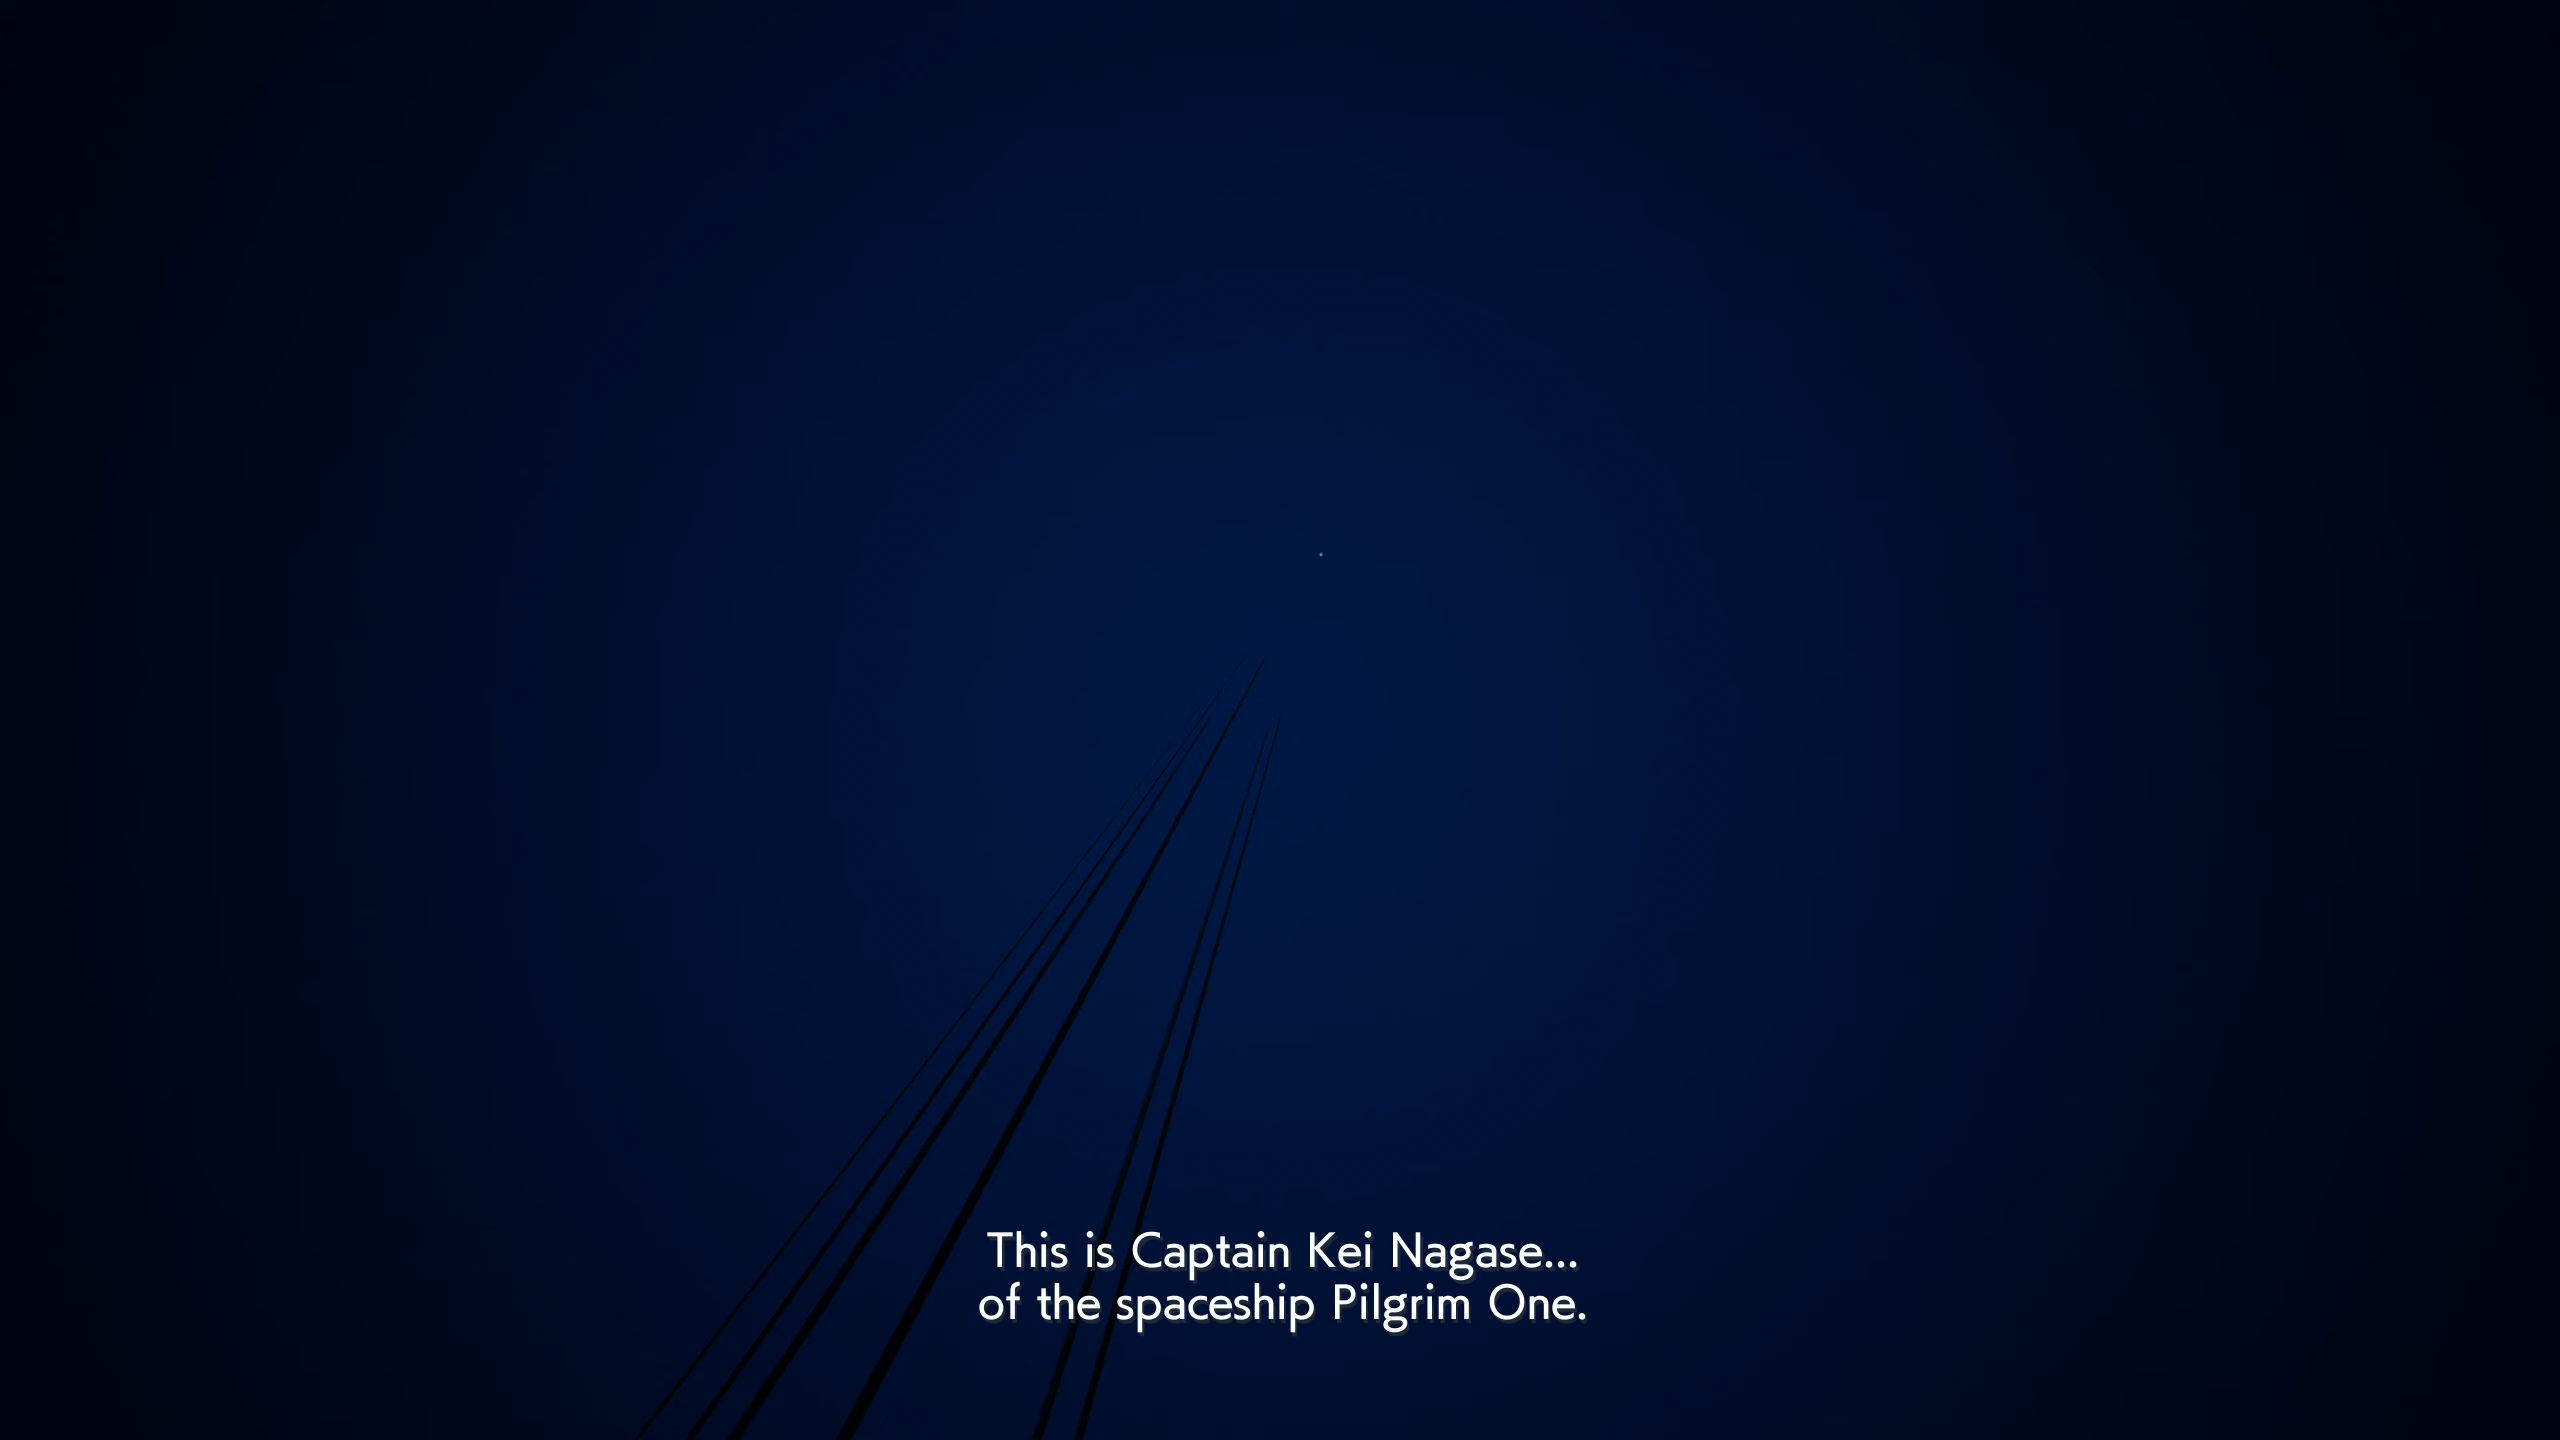 This is Captain Kei Nagase...
of the spaceship Pilgrim One.